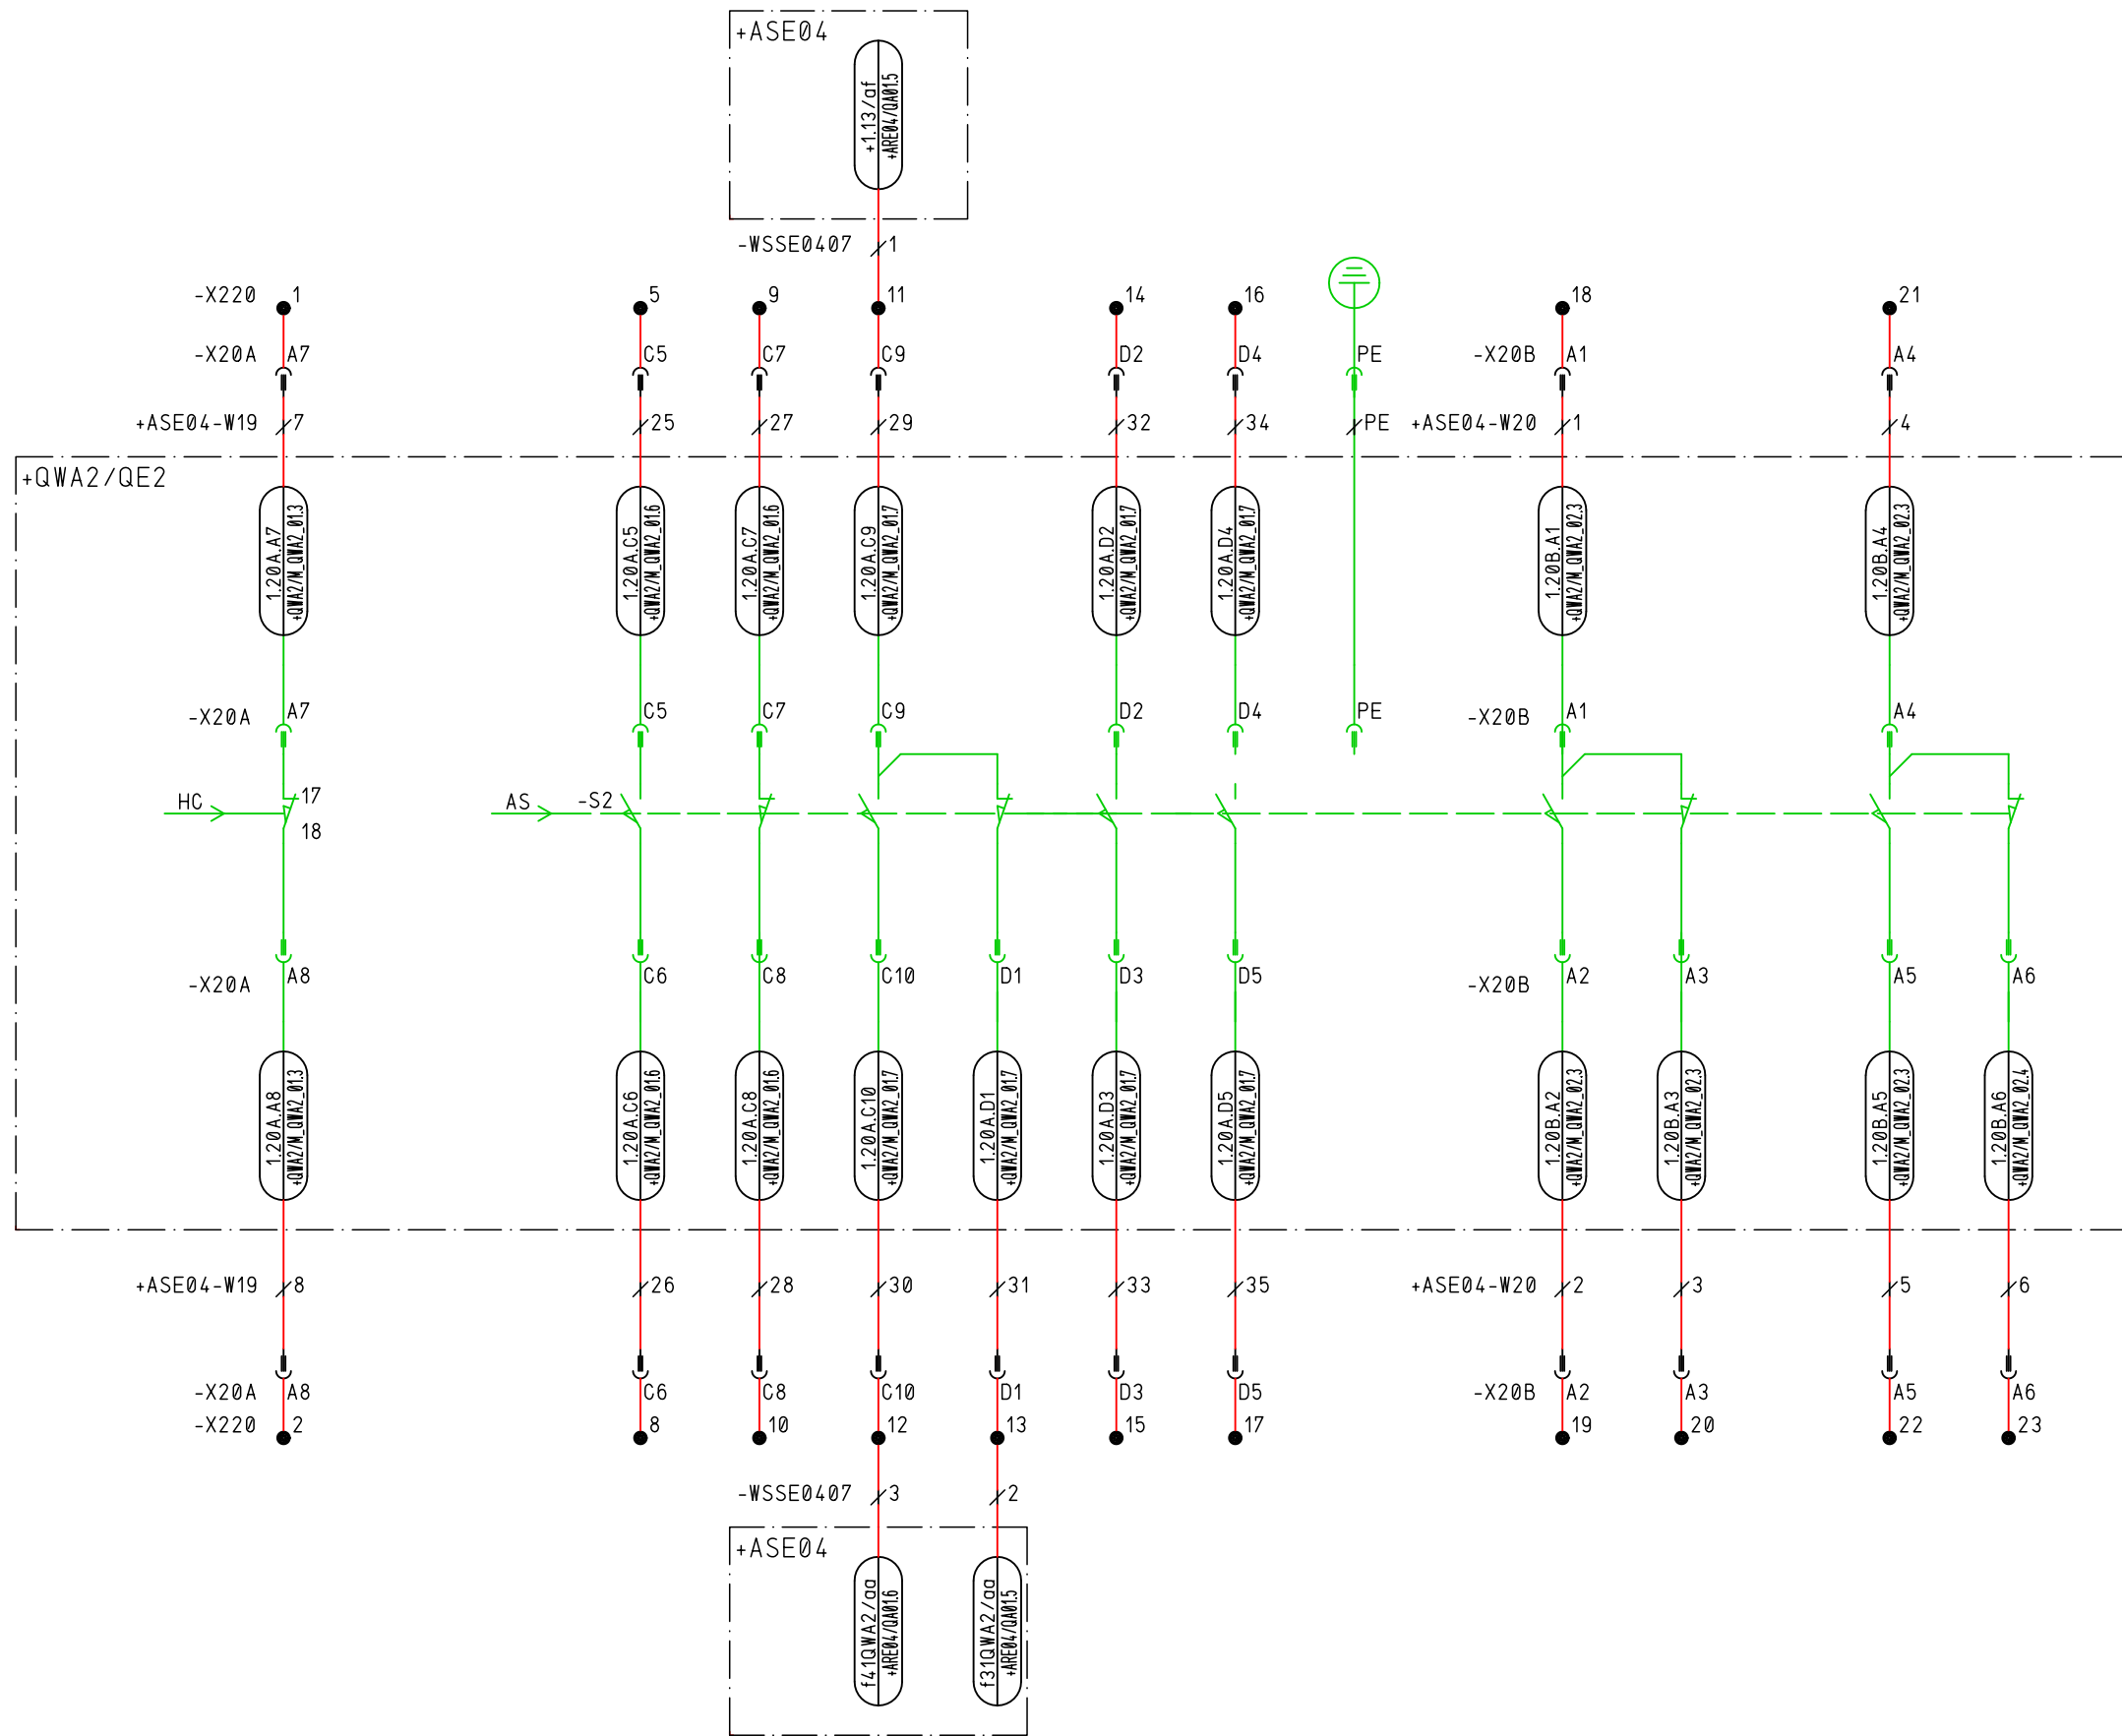 +ASE04
+1.13/af
+ARE04/QA01.5
-WSSE0407 1
-X220 1 5 9 11 14 16 18 21
-X20A A7 C5 C7 C9 D2 D4 PE -X20B A1 A4
+ASE04-W19 7 25 27 29 32 34 PE +ASE04-W20 1 4
+QWA2/QE2
1.20A.A7
+QWA2/M_QWA2_01.3
1.20A.C5
+QWA2/M_QWA2_01.6
1.20A.C7
+QWA2/M_QWA2_01.6
1.20A.C9
+QWA2/M_QWA2_01.7
1.20A.D2
+QWA2/M_QWA2_01.7
1.20A.D4
+QWA2/M_QWA2_01.7
1.20B.A1
+QWA2/M_QWA2_02.3
1.20B.A4
+QWA2/M_QWA2_02.3
-X20A A7 C5 C7 C9 D2 D4 PE -X20B A1 A4
HC 17 AS -S2
18
-X20A A8 C6 C8 C10 D1 D3 D5 -X20B A2 A3 A5 A6
1.20A.A8
+QWA2/M_QWA2_01.3
1.20A.C6
+QWA2/M_QWA2_01.6
1.20A.C8
+QWA2/M_QWA2_01.6
1.20A.C10
+QWA2/M_QWA2_01.7
1.20A.D1
+QWA2/M_QWA2_01.7
1.20A.D3
+QWA2/M_QWA2_01.7
1.20A.D5
+QWA2/M_QWA2_01.7
1.20B.A2
+QWA2/M_QWA2_02.3
1.20B.A3
+QWA2/M_QWA2_02.3
1.20B.A5
+QWA2/M_QWA2_02.3
1.20B.A6
+QWA2/M_QWA2_02.4
+ASE04-W19 8 26 28 30 31 33 35 +ASE04-W20 2 3 5 6
-X20A A8 C6 C8 C10 D1 D3 D5 -X20B A2 A3 A5 A6
-X220 2 8 10 12 13 15 17 19 20 22 23
-WSSE0407 3 2
+ASE04
f41QWA2/aa
+ARE04/QA01.6
f31QWA2/aa
+ARE04/QA01.5